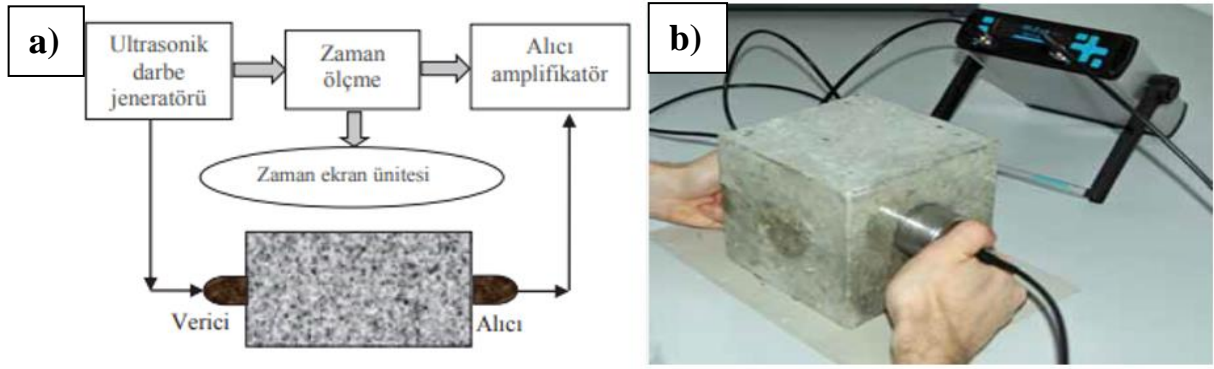 a)
Ultrasonik
darbe
jeneratörü
Zaman
ölçme
Alıcı
amplifikatör
Zaman ekran ünitesi
Verici
Alıcı
b)